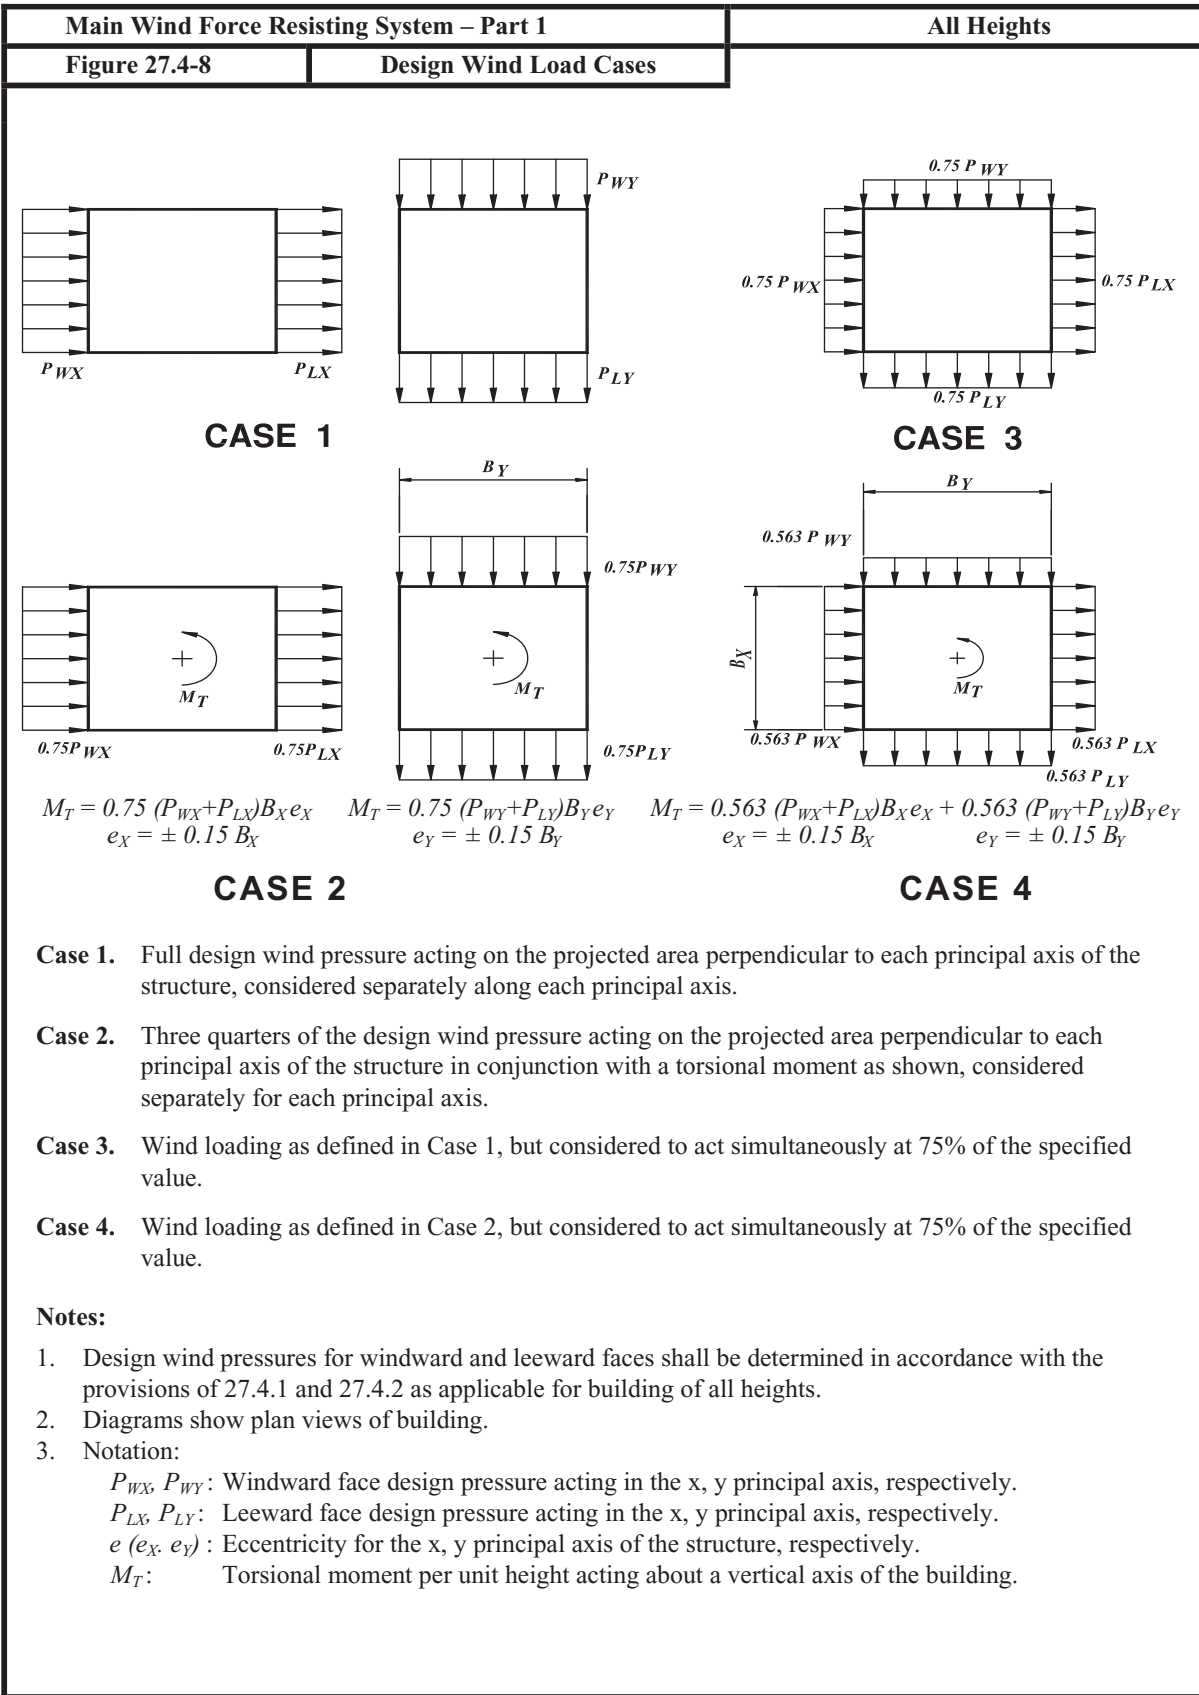 Main Wind Force Resisting System – Part 1
All Heights
Figure 27.4-8
Design Wind Load Cases
P WX
P LX
P WY
P LY
CASE 1
0.75 P WY
0.75 P WX
0.75 P LX
0.75 P LY
CASE 3
M T
0.75P WX
0.75P LX
B Y
0.75P WY
M T
0.75P LY
M_T = 0.75 (P_WX+P_LX)B_X e_X
e_X = ± 0.15 B_X
M_T = 0.75 (P_WY+P_LY)B_Y e_Y
e_Y = ± 0.15 B_Y
CASE 2
B Y
0.563 P WY
B X
M T
0.563 P WX
0.563 P LX
0.563 P LY
M_T = 0.563 (P_WX+P_LX)B_X e_X + 0.563 (P_WY+P_LY)B_Y e_Y
e_X = ± 0.15 B_X
e_Y = ± 0.15 B_Y
CASE 4
Case 1. Full design wind pressure acting on the projected area perpendicular to each principal axis of the
structure, considered separately along each principal axis.
Case 2. Three quarters of the design wind pressure acting on the projected area perpendicular to each
principal axis of the structure in conjunction with a torsional moment as shown, considered
separately for each principal axis.
Case 3. Wind loading as defined in Case 1, but considered to act simultaneously at 75% of the specified
value.
Case 4. Wind loading as defined in Case 2, but considered to act simultaneously at 75% of the specified
value.
Notes:
1. Design wind pressures for windward and leeward faces shall be determined in accordance with the
provisions of 27.4.1 and 27.4.2 as applicable for building of all heights.
2. Diagrams show plan views of building.
3. Notation:
P_WX, P_WY : Windward face design pressure acting in the x, y principal axis, respectively.
P_LX, P_LY : Leeward face design pressure acting in the x, y principal axis, respectively.
e (e_X. e_Y) : Eccentricity for the x, y principal axis of the structure, respectively.
M_T : Torsional moment per unit height acting about a vertical axis of the building.